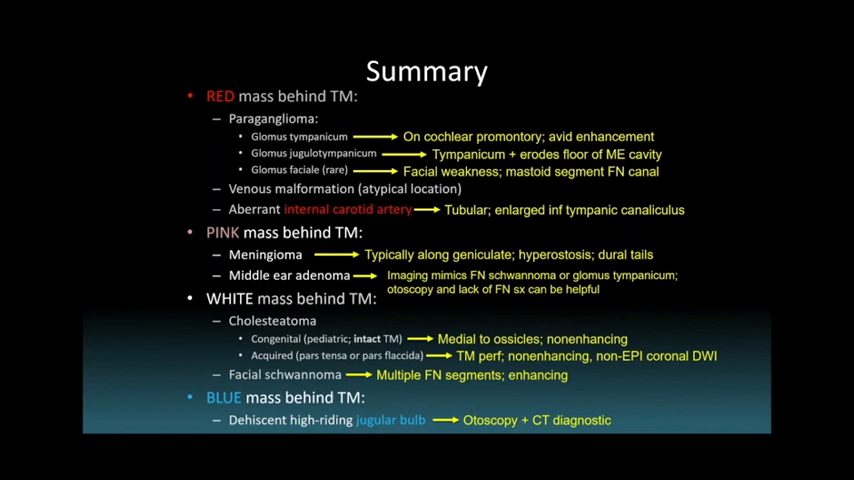 Summary
• RED mass behind TM:
– Paraganglioma:
• Glomus tympanicum → On cochlear promontory; avid enhancement
• Glomus jugulotympanicum → Tympanicum + erodes floor of ME cavity
• Glomus faciale (rare) → Facial weakness; mastoid segment FN canal
– Venous malformation (atypical location)
– Aberrant internal carotid artery → Tubular; enlarged inf tympanic canaliculus
• PINK mass behind TM:
– Meningioma → Typically along geniculate; hyperostosis; dural tails
– Middle ear adenoma → Imaging mimics FN schwannoma or glomus tympanicum;
otoscopy and lack of FN sx can be helpful
• WHITE mass behind TM:
– Cholesteatoma
• Congenital (pediatric; intact TM) → Medial to ossicles; nonenhancing
• Acquired (pars tensa or pars flaccida) → TM perf; nonenhancing, non-EPI coronal DWI
– Facial schwannoma → Multiple FN segments; enhancing
• BLUE mass behind TM:
– Dehiscent high-riding jugular bulb → Otoscopy + CT diagnostic